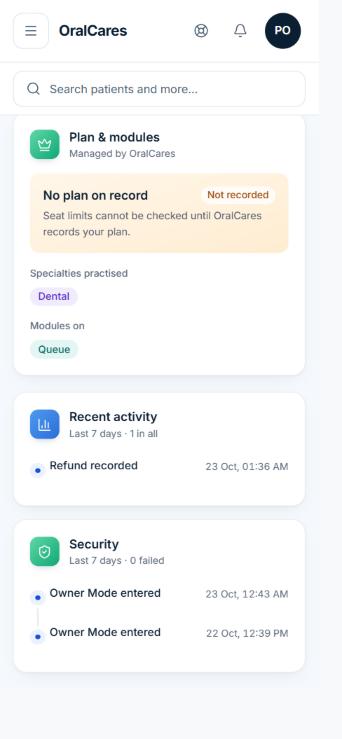 OralCares
PO
Search patients and more...
Plan & modules
Managed by OralCares
No plan on record
Not recorded
Seat limits cannot be checked until OralCares
records your plan.
Specialties practised
Dental
Modules on
Queue
Recent activity
Last 7 days · 1 in all
Refund recorded
23 Oct, 01:36 AM
Security
Last 7 days · 0 failed
Owner Mode entered
23 Oct, 12:43 AM
Owner Mode entered
22 Oct, 12:39 PM